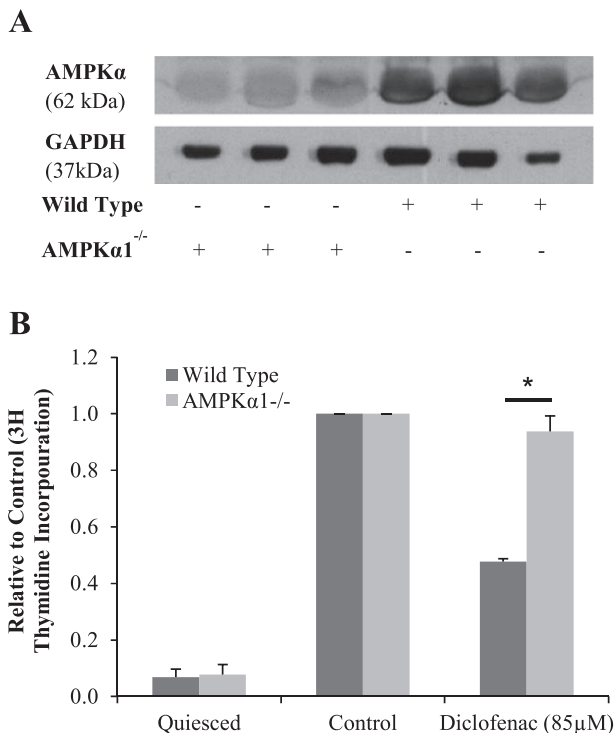 A
AMPKα
(62 kDa)
GAPDH
(37kDa)
Wild Type - - - + + +
AMPKα1-/- + + + - - -
B
Relative to Control (3H
Thymidine Incorpouration)
1.2
1.0
0.8
0.6
0.4
0.2
0.0
Wild Type
AMPKα1-/-
*
Quiesced Control Diclofenac (85µM)